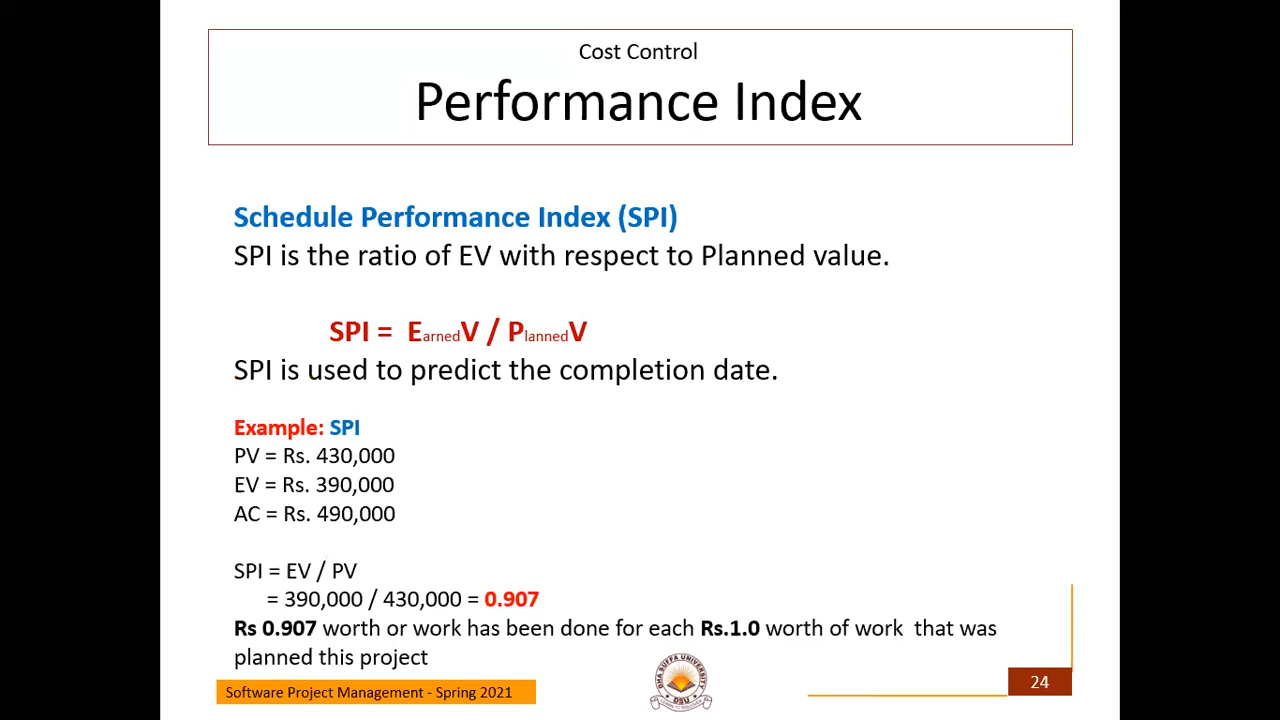 Cost Control
Performance Index
Schedule Performance Index (SPI)
SPI is the ratio of EV with respect to Planned value.
SPI = EarnedV / PlannedV
SPI is used to predict the completion date.
Example: SPI
PV = Rs. 430,000
EV = Rs. 390,000
AC = Rs. 490,000
SPI = EV / PV
= 390,000 / 430,000 = 0.907
Rs 0.907 worth or work has been done for each Rs.1.0 worth of work that was
planned this project
DHA SUFFA UNIVERSITY
DSU
Software Project Management - Spring 2021
24